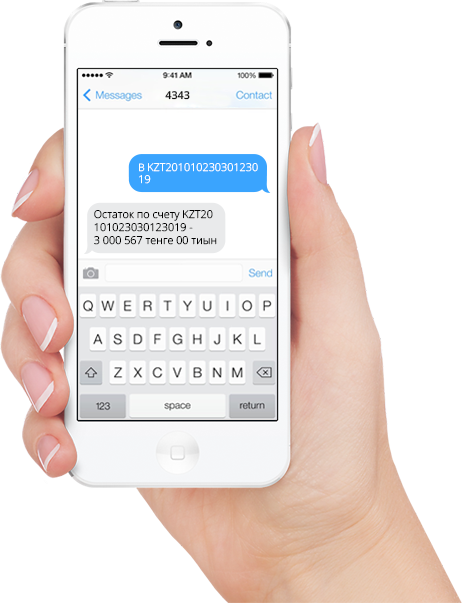 9:41 AM 100%
Messages 4343 Contact
В KZT201010230301230
19
Остаток по счету KZT20
101023030123019 -
3 000 567 тенге 00 тиын
Send
Q W E R T Y U I O P
A S D F G H J K L
Z X C V B N M
123 space return